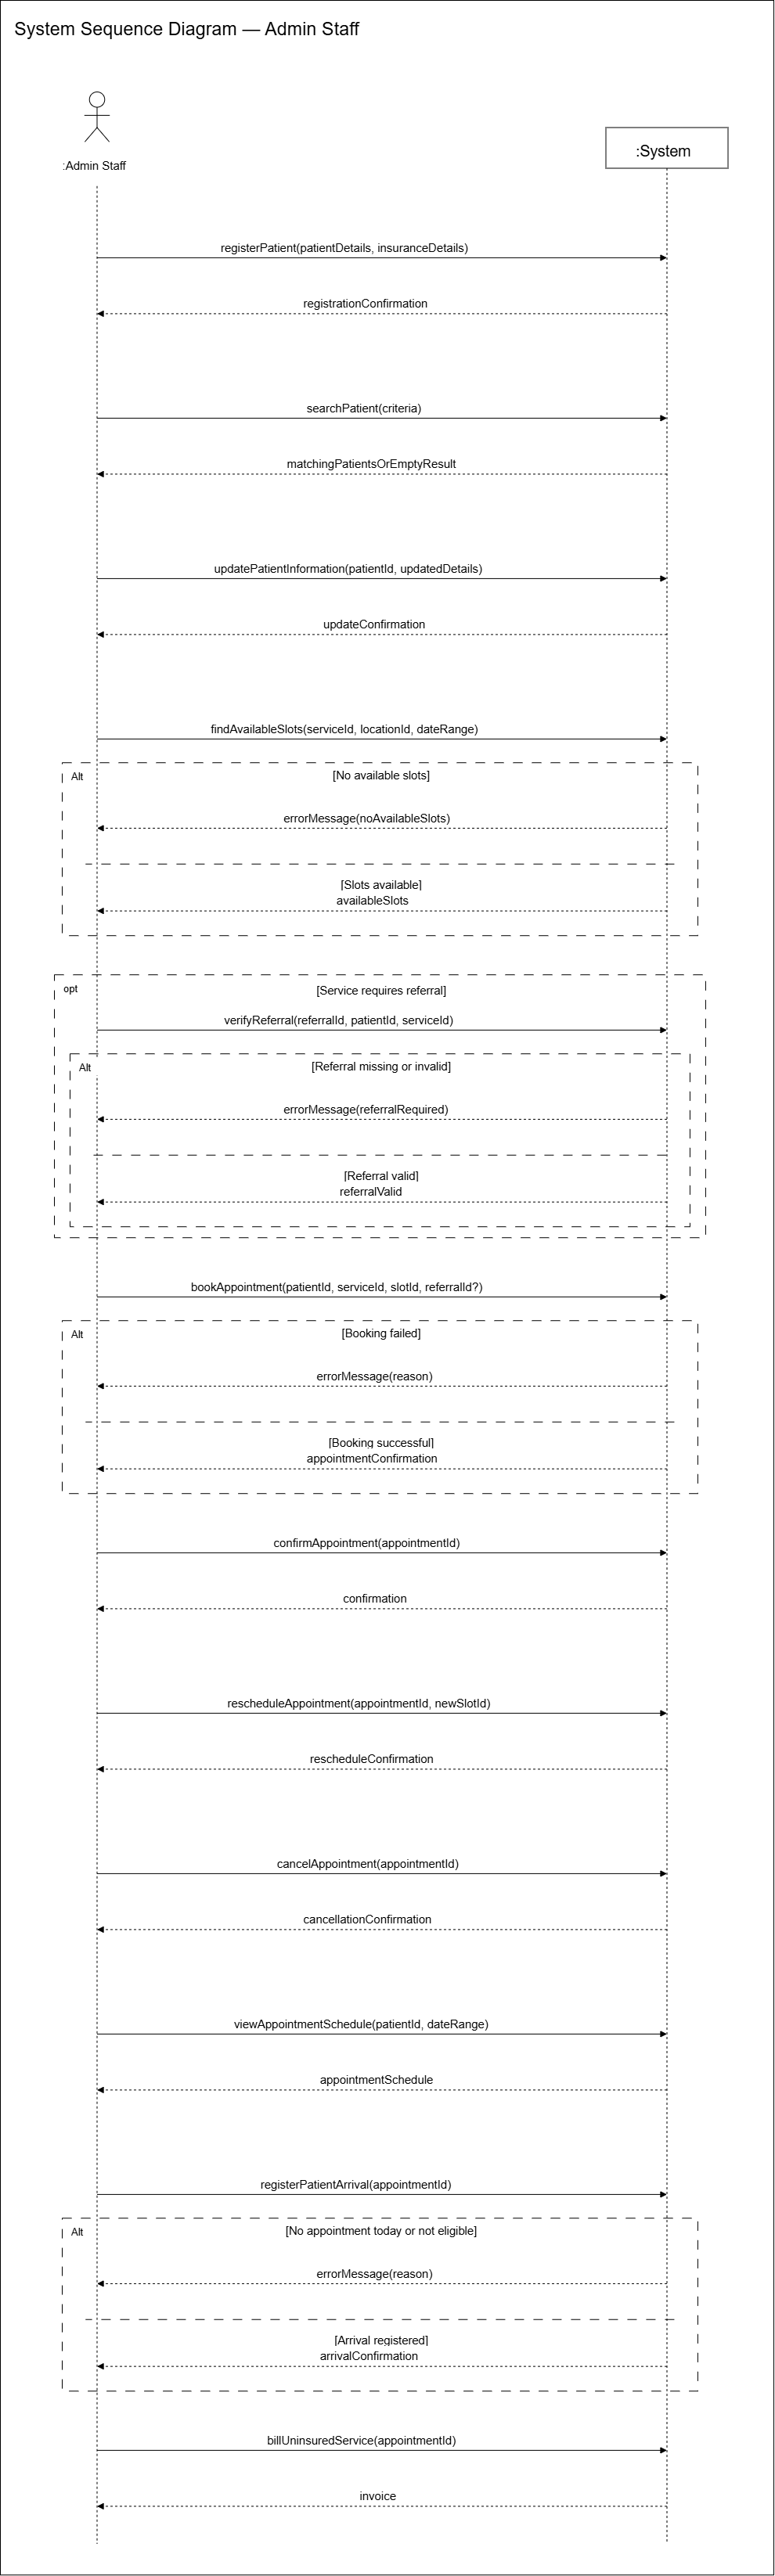 System Sequence Diagram — Admin Staff
:Admin Staff
:System
registerPatient(patientDetails, insuranceDetails)
registrationConfirmation
searchPatient(criteria)
matchingPatientsOrEmptyResult
updatePatientInformation(patientId, updatedDetails)
updateConfirmation
findAvailableSlots(serviceId, locationId, dateRange)
Alt
[No available slots]
errorMessage(noAvailableSlots)
[Slots available]
availableSlots
opt
[Service requires referral]
verifyReferral(referralId, patientId, serviceId)
Alt
[Referral missing or invalid]
errorMessage(referralRequired)
[Referral valid]
referralValid
bookAppointment(patientId, serviceId, slotId, referralId?)
Alt
[Booking failed]
errorMessage(reason)
[Booking successful]
appointmentConfirmation
confirmAppointment(appointmentId)
confirmation
rescheduleAppointment(appointmentId, newSlotId)
rescheduleConfirmation
cancelAppointment(appointmentId)
cancellationConfirmation
viewAppointmentSchedule(patientId, dateRange)
appointmentSchedule
registerPatientArrival(appointmentId)
Alt
[No appointment today or not eligible]
errorMessage(reason)
[Arrival registered]
arrivalConfirmation
billUninsuredService(appointmentId)
invoice